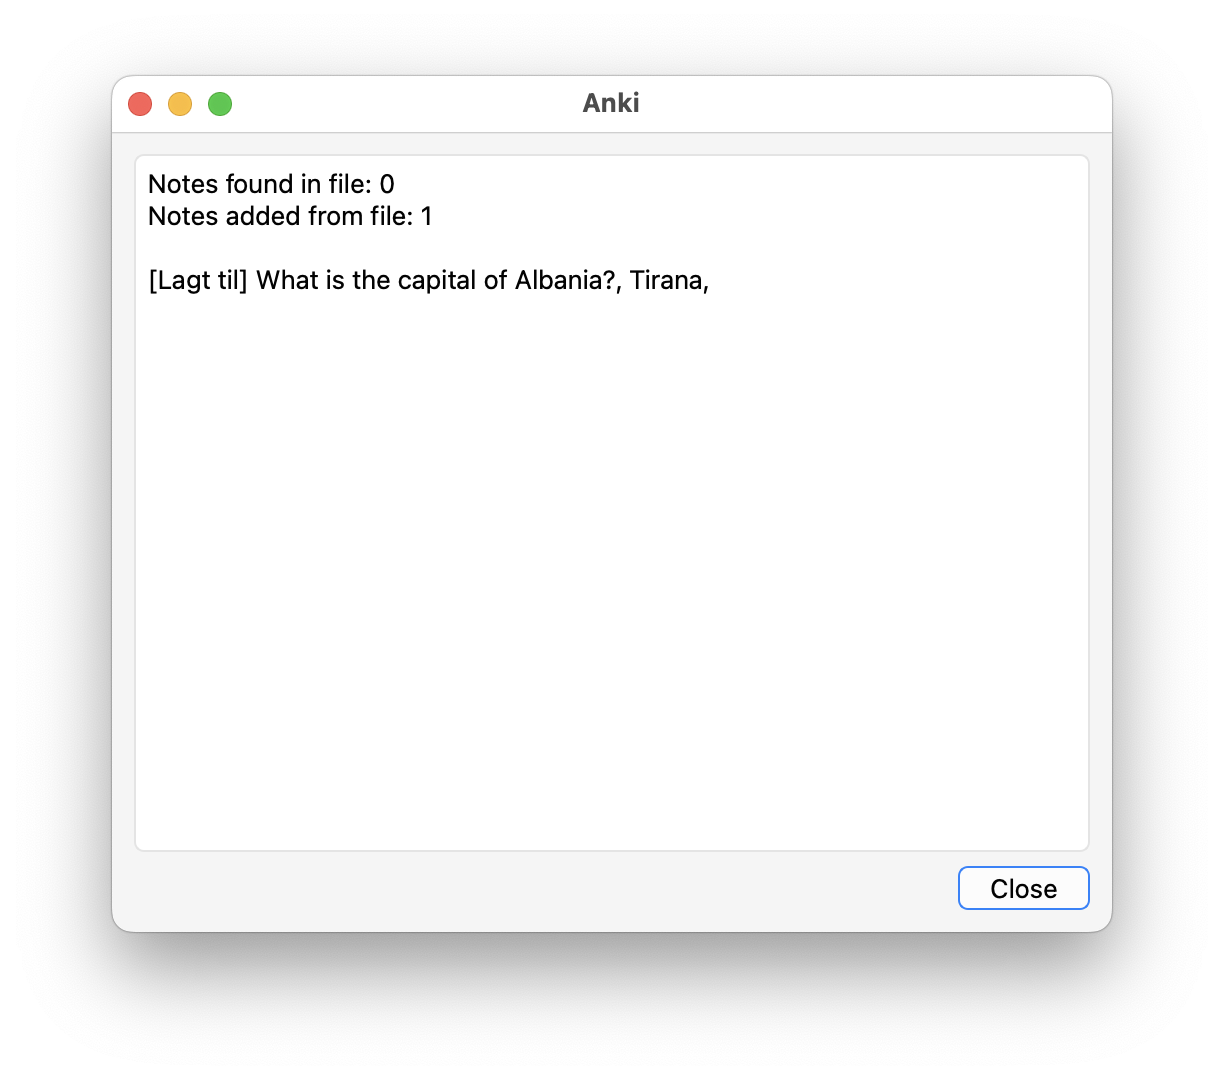 Anki
Notes found in file: 0
Notes added from file: 1
[Lagt til] What is the capital of Albania?, Tirana,
Close